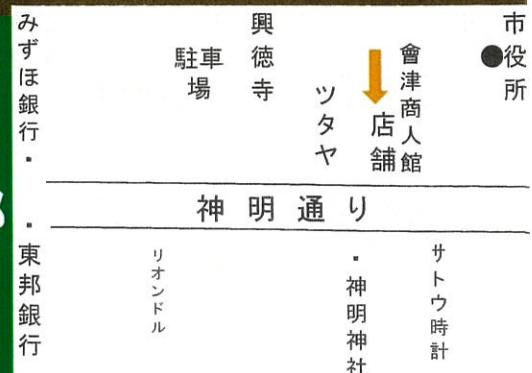 みずほ銀行
駐車場
興徳寺
ツタヤ
店舗
會津商人館
市役所
神明通り
東邦銀行
リオンドル
神明神社
サトウ時計